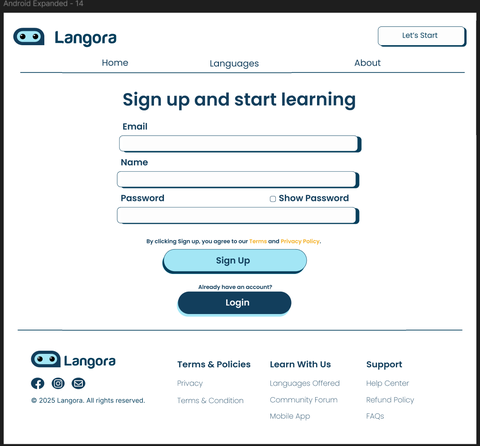 Android Expanded - 14
Langora
Let's Start
Home Languages About
Sign up and start learning
Email
Name
Password Show Password
By clicking Sign up, you agree to our Terms and Privacy Policy.
Sign Up
Already have an account?
Login
Langora
© 2025 Langora. All rights reserved.
Terms & Policies
Privacy
Terms & Condition
Learn With Us
Languages Offered
Community Forum
Mobile App
Support
Help Center
Refund Policy
FAQs